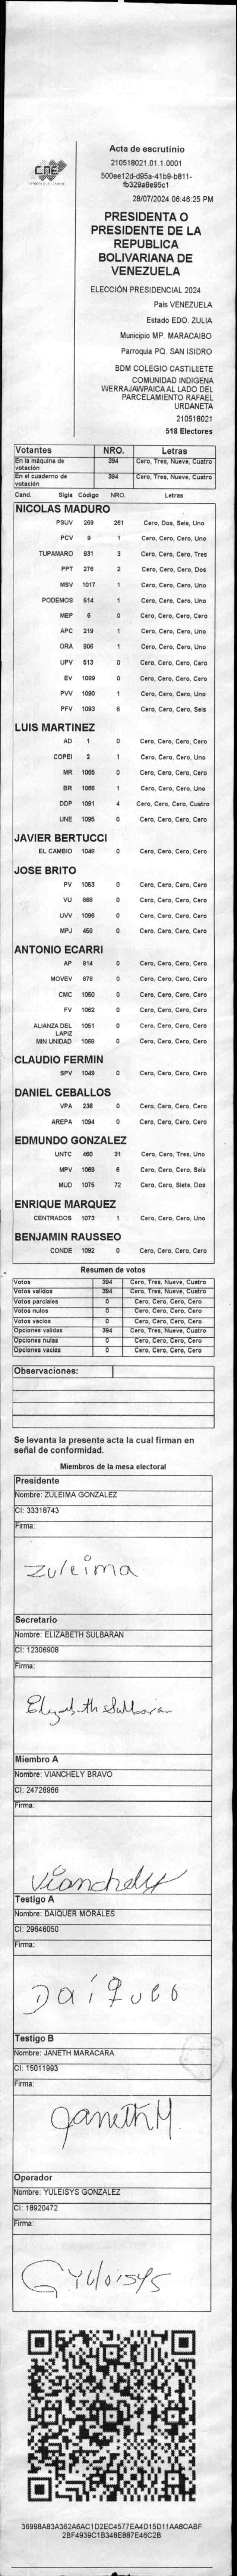 Acta de escrutinio
210518021.01.1.0001
500ee12d-d95a-41b9-b811-
fb329a8e95c1
28/07/2024 06:46:25 PM
CNE
PRESIDENTA O
PRESIDENTE DE LA
REPUBLICA
BOLIVARIANA DE
VENEZUELA
ELECCIÓN PRESIDENCIAL 2024
Pais VENEZUELA
Estado EDO. ZULIA
Municipio MP. MARACAIBO
Parroquia PQ. SAN ISIDRO
BDM COLEGIO CASTILEETE
COMUNIDAD INDIGENA
WERRAJAWPAICA AL LADO DEL
PARCELAMIENTO RAFAEL
URDANETA
210518021
518 Electores
Votantes NRO. Letras
En la máquina de votación 394 Cero, Tres, Nueve, Cuatro
En el cuaderno de votación 394 Cero, Tres, Nueve, Cuatro
Cand. Sigla Código NRO. Letras
NICOLAS MADURO
PSUV 269 261 Cero, Dos, Seis, Uno
PCV 9 1 Cero, Cero, Cero, Uno
TUPAMARO 931 3 Cero, Cero, Cero, Tres
PPT 276 2 Cero, Cero, Cero, Dos
MSV 1017 1 Cero, Cero, Cero, Uno
PODEMOS 514 1 Cero, Cero, Cero, Uno
MEP 6 0 Cero, Cero, Cero, Cero
APC 219 1 Cero, Cero, Cero, Uno
ORA 906 1 Cero, Cero, Cero, Uno
UPV 513 0 Cero, Cero, Cero, Cero
EV 1089 0 Cero, Cero, Cero, Cero
PVV 1090 1 Cero, Cero, Cero, Uno
PFV 1093 6 Cero, Cero, Cero, Seis
LUIS MARTINEZ
AD 1 0 Cero, Cero, Cero, Cero
COPEI 2 1 Cero, Cero, Cero, Uno
MR 1065 0 Cero, Cero, Cero, Cero
BR 1066 1 Cero, Cero, Cero, Uno
DDP 1091 4 Cero, Cero, Cero, Cuatro
UNE 1095 0 Cero, Cero, Cero, Cero
JAVIER BERTUCCI
EL CAMBIO 1048 0 Cero, Cero, Cero, Cero
JOSE BRITO
PV 1053 0 Cero, Cero, Cero, Cero
VU 868 0 Cero, Cero, Cero, Cero
UVV 1096 0 Cero, Cero, Cero, Cero
MPJ 458 0 Cero, Cero, Cero, Cero
ANTONIO ECARRI
AP 814 0 Cero, Cero, Cero, Cero
MOVEV 878 0 Cero, Cero, Cero, Cero
CMC 1050 0 Cero, Cero, Cero, Cero
FV 1062 0 Cero, Cero, Cero, Cero
ALIANZA DEL LAPIZ 1051 0 Cero, Cero, Cero, Cero
MIN UNIDAD 1088 0 Cero, Cero, Cero, Cero
CLAUDIO FERMIN
SPV 1049 0 Cero, Cero, Cero, Cero
DANIEL CEBALLOS
VPA 236 0 Cero, Cero, Cero, Cero
AREPA 1094 0 Cero, Cero, Cero, Cero
EDMUNDO GONZALEZ
UNTC 460 31 Cero, Cero, Tres, Uno
MPV 1069 6 Cero, Cero, Cero, Seis
MUD 1075 72 Cero, Cero, Siete, Dos
ENRIQUE MARQUEZ
CENTRADOS 1073 1 Cero, Cero, Cero, Uno
BENJAMIN RAUSSEO
CONDE 1092 0 Cero, Cero, Cero, Cero
Resumen de votos
Votos 394 Cero, Tres, Nueve, Cuatro
Votos validos 394 Cero, Tres, Nueve, Cuatro
Votos parciales 0 Cero, Cero, Cero, Cero
Votos nulos 0 Cero, Cero, Cero, Cero
Votos vacios 0 Cero, Cero, Cero, Cero
Opciones validas 394 Cero, Tres, Nueve, Cuatro
Opciones nulas 0 Cero, Cero, Cero, Cero
Opciones vacias 0 Cero, Cero, Cero, Cero
Observaciones:
Se levanta la presente acta la cual firman en
señal de conformidad.
Miembros de la mesa electoral
Presidente
Nombre: ZULEIMA GONZALEZ
CI: 33318743
Firma:
Zuleima
Secretario
Nombre: ELIZABETH SULBARAN
CI: 12306908
Firma:
Elizabeth Sulbaran
Miembro A
Nombre: VIANCHELY BRAVO
CI: 24726966
Firma:
Vianchely
Testigo A
Nombre: DAIQUER MORALES
CI: 29646050
Firma:
Testigo B
Nombre: JANETH MARACARA
CI: 15011993
Firma:
Janeth M.
Operador
Nombre: YULEISYS GONZALEZ
CI: 18920472
Firma:
36998A83A362A6AC1D2EC4577EA4D15D11AA8CABF
2BF4939C1B348E887E46C2B